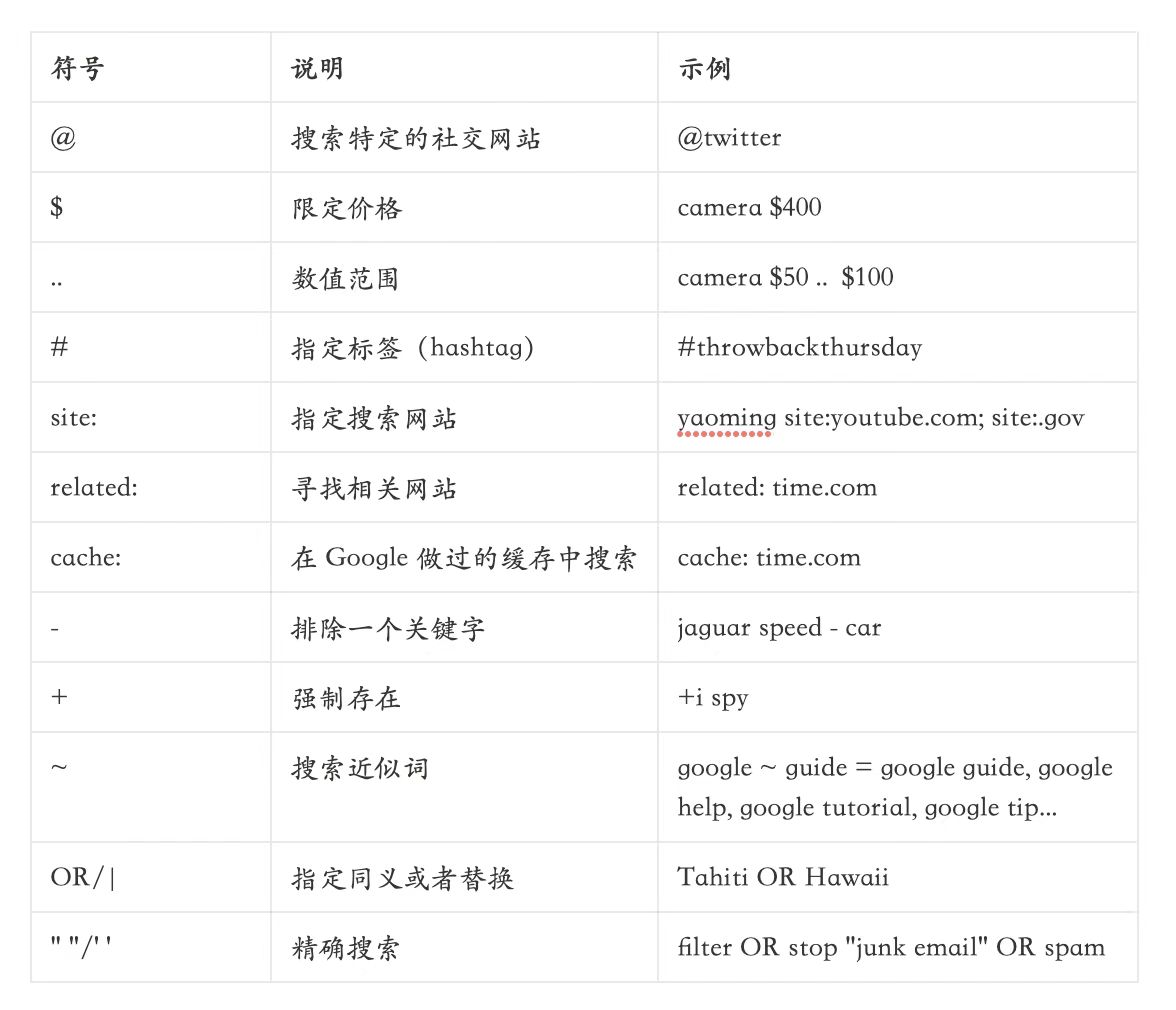 符号 说明 示例
@ 搜索特定的社交网站 @twitter
$ 限定价格 camera $400
.. 数值范围 camera $50 ..  $100
# 指定标签（hashtag） #throwbackthursday
site: 指定搜索网站 yaoming site:youtube.com; site:.gov
related: 寻找相关网站 related: time.com
cache: 在 Google 做过的缓存中搜索 cache: time.com
- 排除一个关键字 jaguar speed - car
+ 强制存在 +i spy
~ 搜索近似词 google ~ guide = google guide, google
help, google tutorial, google tip...
OR/| 指定同义或者替换 Tahiti OR Hawaii
" "/' ' 精确搜索 filter OR stop "junk email" OR spam